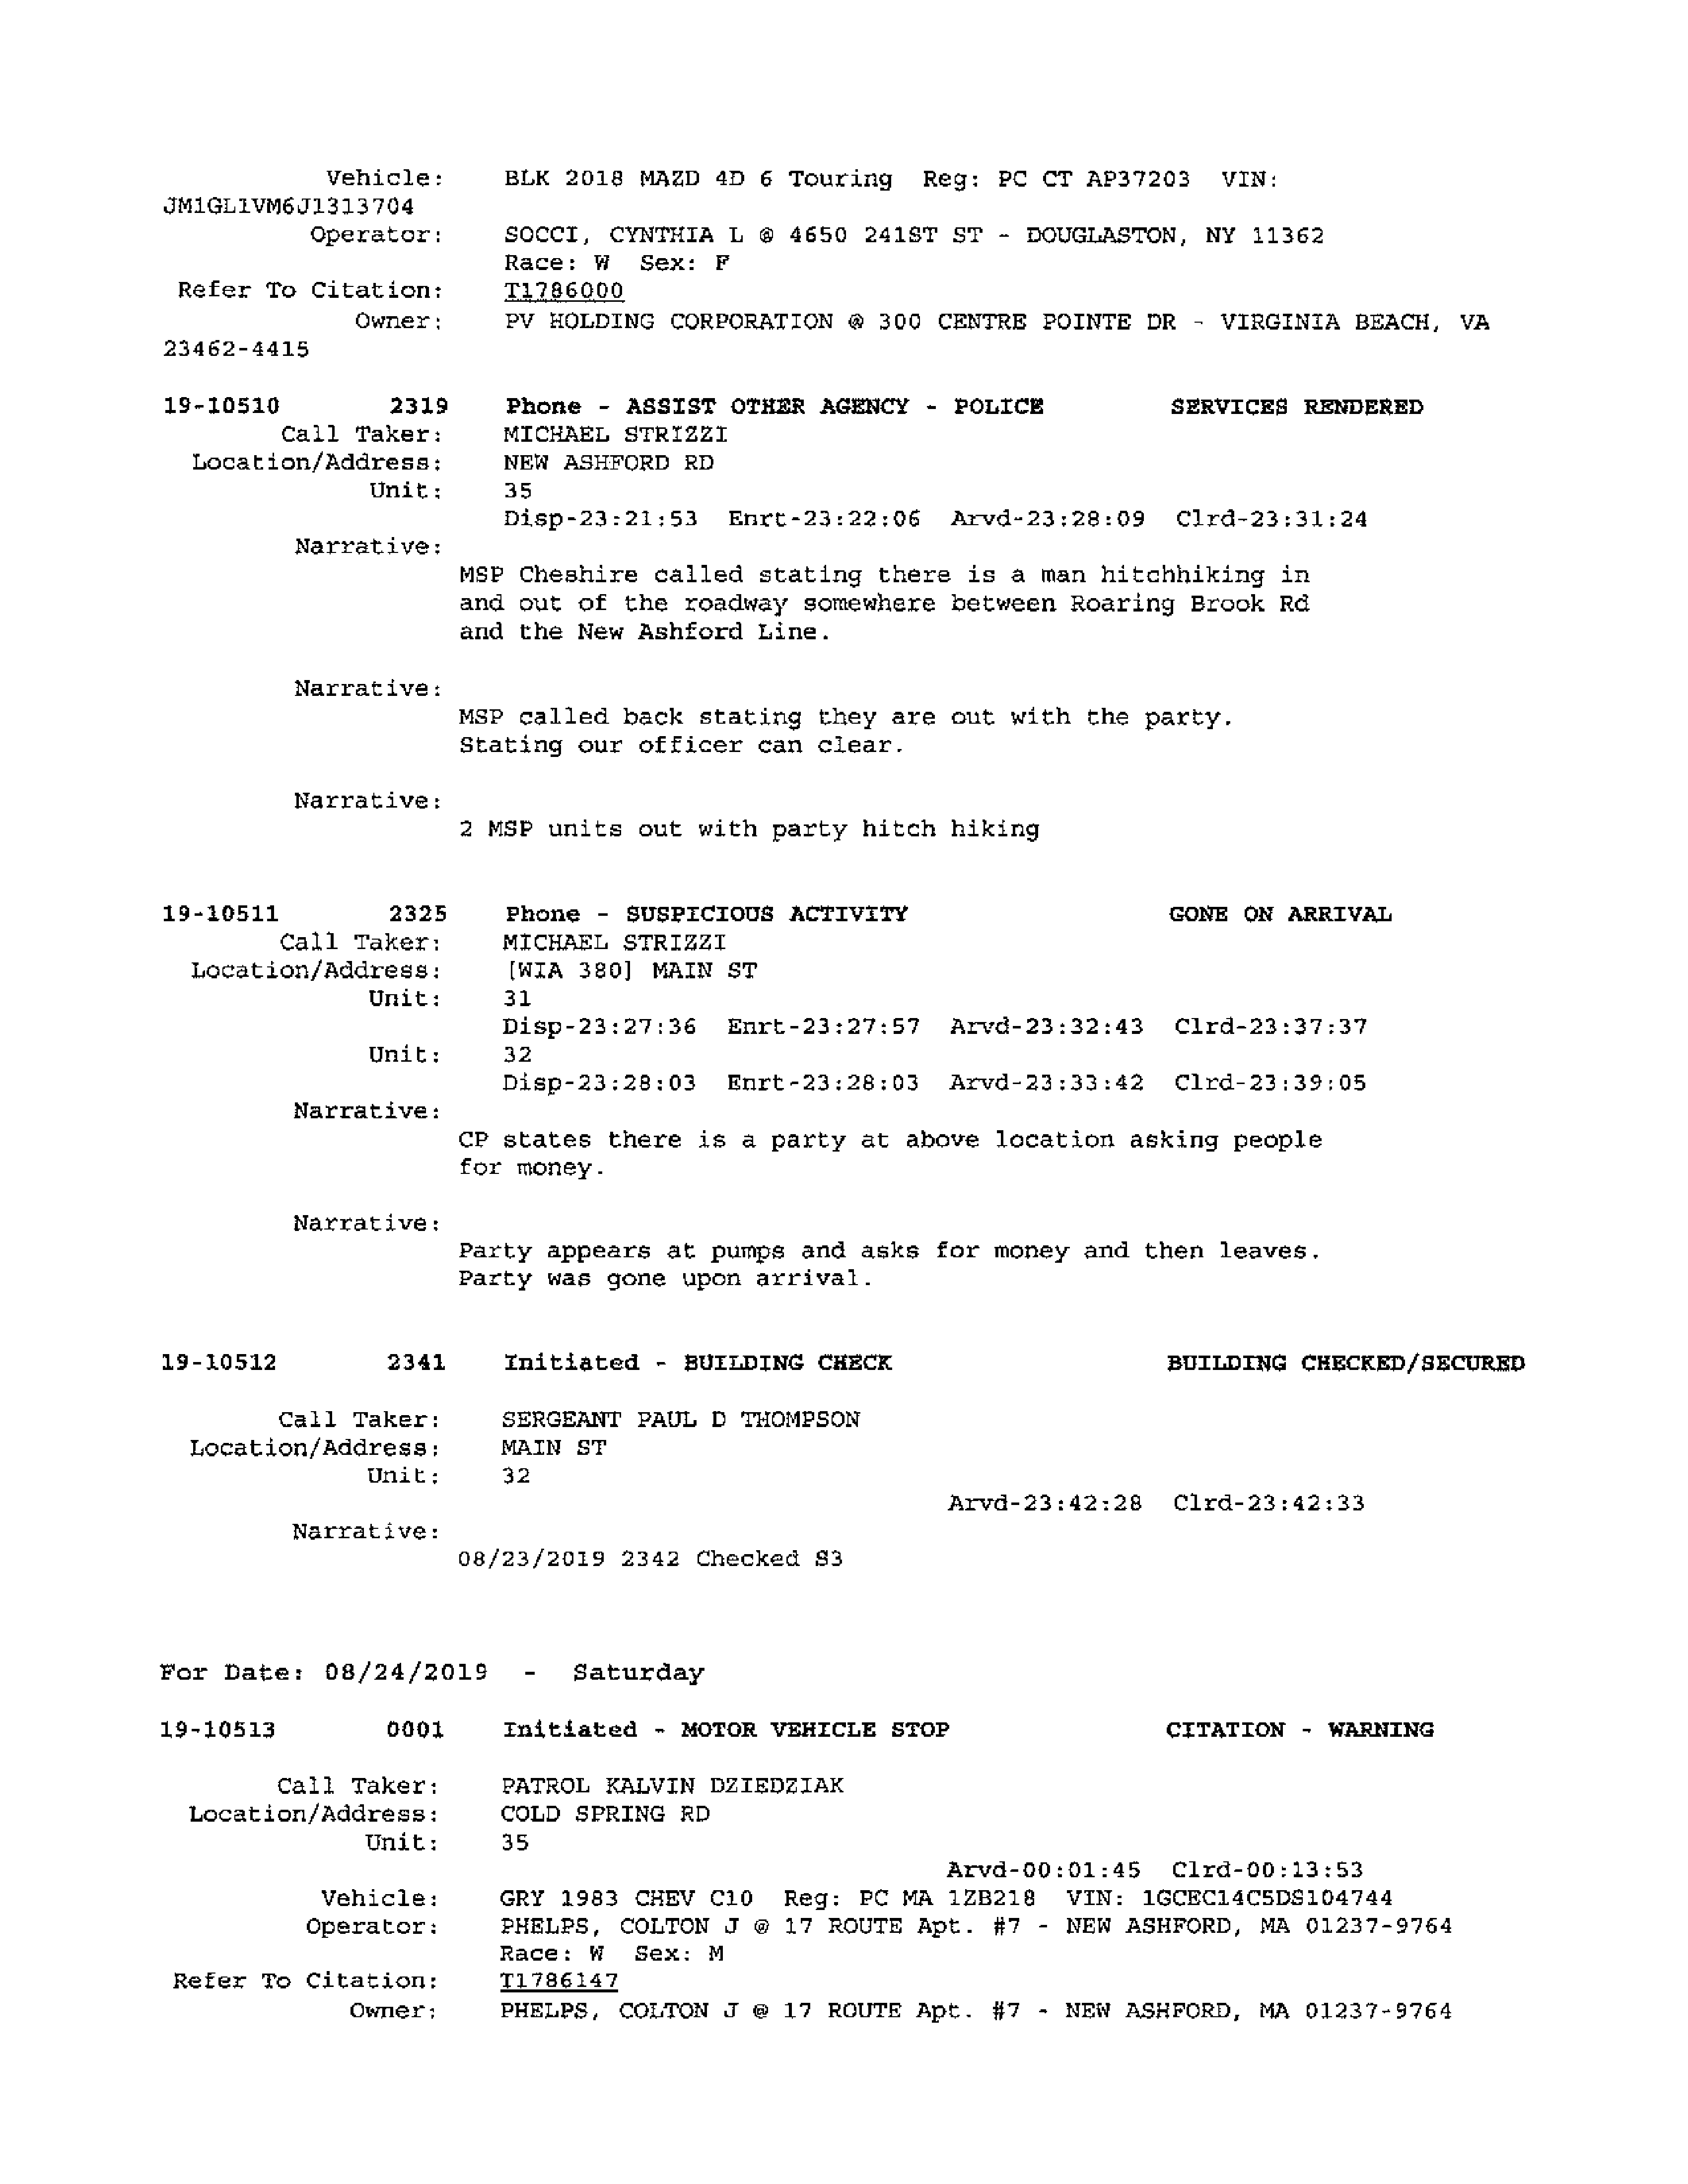 Vehicle: BLK 2018 MAZD 4D 6 Touring Reg: PC CT AP37203 VIN:
JM1GL1VM6J1313704
Operator: SOCCI, CYNTHIA L @ 4650 241ST ST - DOUGLASTON, NY 11362
Race: W Sex: F
Refer To Citation: T1786000
Owner: PV HOLDING CORPORATION @ 300 CENTRE POINTE DR - VIRGINIA BEACH, VA
23462-4415
19-10510 2319 Phone - ASSIST OTHER AGENCY - POLICE SERVICES RENDERED
Call Taker: MICHAEL STRIZZI
Location/Address: NEW ASHFORD RD
Unit: 35
Disp-23:21:53 Enrt-23:22:06 Arvd-23:28:09 Clrd-23:31:24
Narrative:
MSP Cheshire called stating there is a man hitchhiking in
and out of the roadway somewhere between Roaring Brook Rd
and the New Ashford Line.
Narrative:
MSP called back stating they are out with the party.
Stating our officer can clear.
Narrative:
2 MSP units out with party hitch hiking
19-10511 2325 Phone - SUSPICIOUS ACTIVITY GONE ON ARRIVAL
Call Taker: MICHAEL STRIZZI
Location/Address: [WIA 380] MAIN ST
Unit: 31
Disp-23:27:36 Enrt-23:27:57 Arvd-23:32:43 Clrd-23:37:37
Unit: 32
Disp-23:28:03 Enrt-23:28:03 Arvd-23:33:42 Clrd-23:39:05
Narrative:
CP states there is a party at above location asking people
for money.
Narrative:
Party appears at pumps and asks for money and then leaves.
Party was gone upon arrival.
19-10512 2341 Initiated - BUILDING CHECK BUILDING CHECKED/SECURED
Call Taker: SERGEANT PAUL D THOMPSON
Location/Address: MAIN ST
Unit: 32
Arvd-23:42:28 Clrd-23:42:33
Narrative:
08/23/2019 2342 Checked S3
For Date: 08/24/2019 - Saturday
19-10513 0001 Initiated - MOTOR VEHICLE STOP CITATION - WARNING
Call Taker: PATROL KALVIN DZIEDZIAK
Location/Address: COLD SPRING RD
Unit: 35
Arvd-00:01:45 Clrd-00:13:53
Vehicle: GRY 1983 CHEV C10 Reg: PC MA 1ZB218 VIN: 1GCEC14C5DS104744
Operator: PHELPS, COLTON J @ 17 ROUTE Apt. #7 - NEW ASHFORD, MA 01237-9764
Race: W Sex: M
Refer To Citation: T1786147
Owner: PHELPS, COLTON J @ 17 ROUTE Apt. #7 - NEW ASHFORD, MA 01237-9764